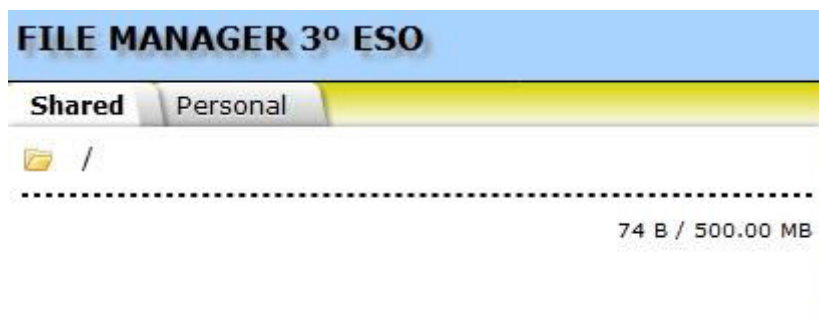 FILE MANAGER 3º ESO
Shared Personal
/
74 B / 500.00 MB